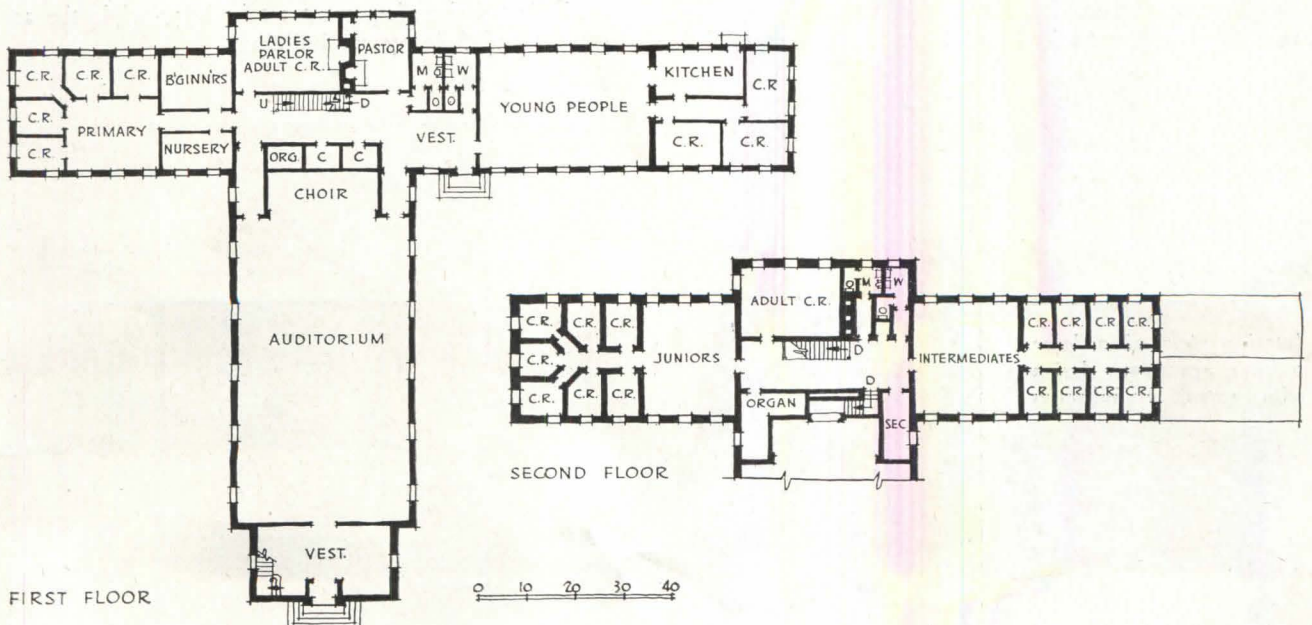 LADIES
PARLOR
ADULT C.R.
PASTOR
C.R.
C.R.
C.R.
B'GINN'RS
M
W
KITCHEN
C.R
YOUNG PEOPLE
U
D
C.R.
PRIMARY
VEST.
C.R.
C.R.
C.R.
NURSERY
ORG.
C
C
CHOIR
AUDITORIUM
VEST.
FIRST FLOOR
0 10 20 30 40
ADULT C.R.
M
W
C.R.
C.R.
C.R.
C.R.
C.R.
C.R.
C.R.
C.R.
JUNIORS
D
INTERMEDIATES
D
C.R.
C.R.
C.R.
ORGAN
C.R.
C.R.
C.R.
C.R.
SEC.
SECOND FLOOR